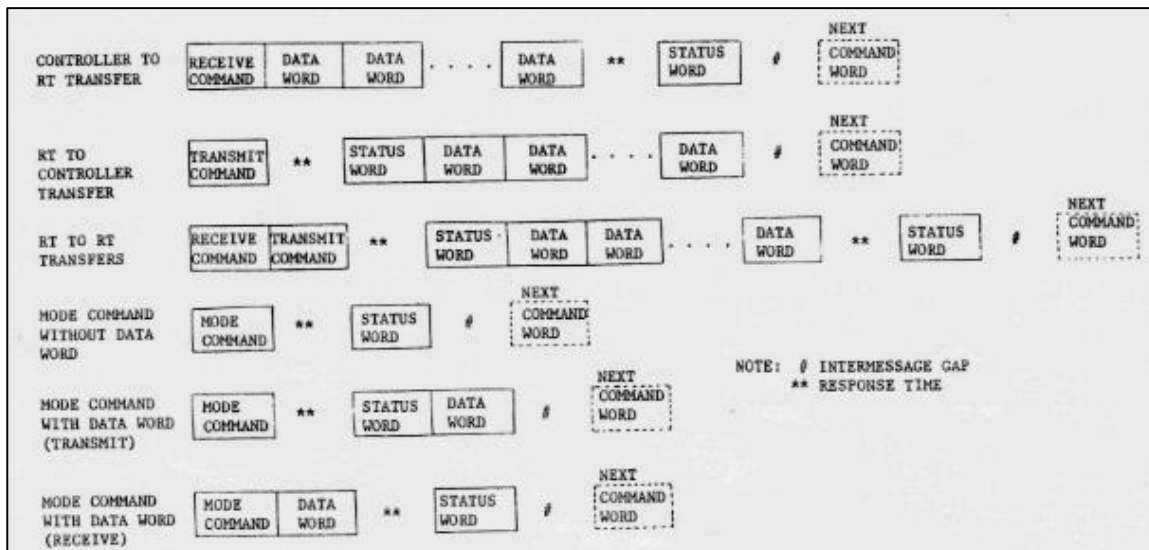 NEXT
CONTROLLER TO RECEIVE DATA DATA . . . . DATA ** STATUS # COMMAND
RT TRANSFER COMMAND WORD WORD WORD WORD WORD
NEXT
RT TO TRANSMIT ** STATUS DATA DATA . . . . DATA # COMMAND
CONTROLLER COMMAND WORD WORD WORD WORD WORD
TRANSFER
NEXT
RT TO RT RECEIVE TRANSMIT ** STATUS DATA DATA . . . . DATA ** STATUS # COMMAND
TRANSFERS COMMAND COMMAND WORD WORD WORD WORD WORD WORD
NEXT
MODE COMMAND MODE ** STATUS # COMMAND
WITHOUT DATA COMMAND WORD WORD
WORD
NOTE: # INTERMESSAGE GAP
** RESPONSE TIME
NEXT
MODE COMMAND MODE ** STATUS DATA # COMMAND
WITH DATA WORD COMMAND WORD WORD WORD
(TRANSMIT)
NEXT
MODE COMMAND MODE DATA ** STATUS # COMMAND
WITH DATA WORD COMMAND WORD WORD WORD
(RECEIVE)